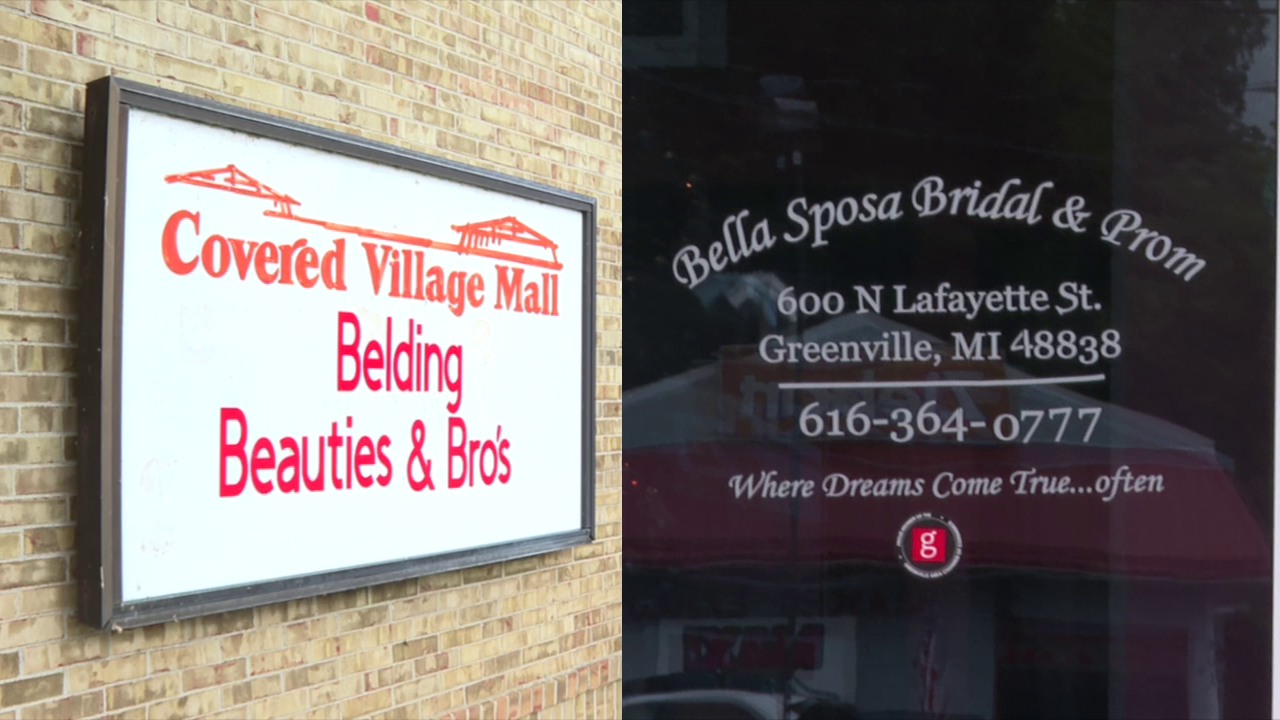 Covered Village Mall
Belding
Beauties & Bro's
Bella Sposa Bridal & Prom
600 N Lafayette St.
Greenville, MI 48838
616-364-0777
Where Dreams Come True...often
g